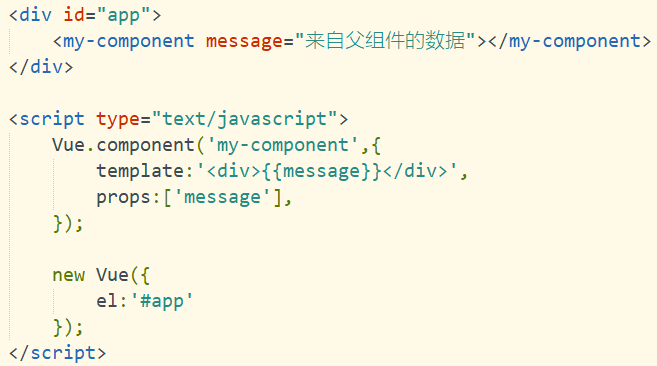 <div id="app">
    <my-component message="来自父组件的数据"></my-component>
</div>

<script type="text/javascript">
    Vue.component('my-component',{
        template:'<div>{{message}}</div>',
        props:['message'],
    });

    new Vue({
        el:'#app'
    });
</script>